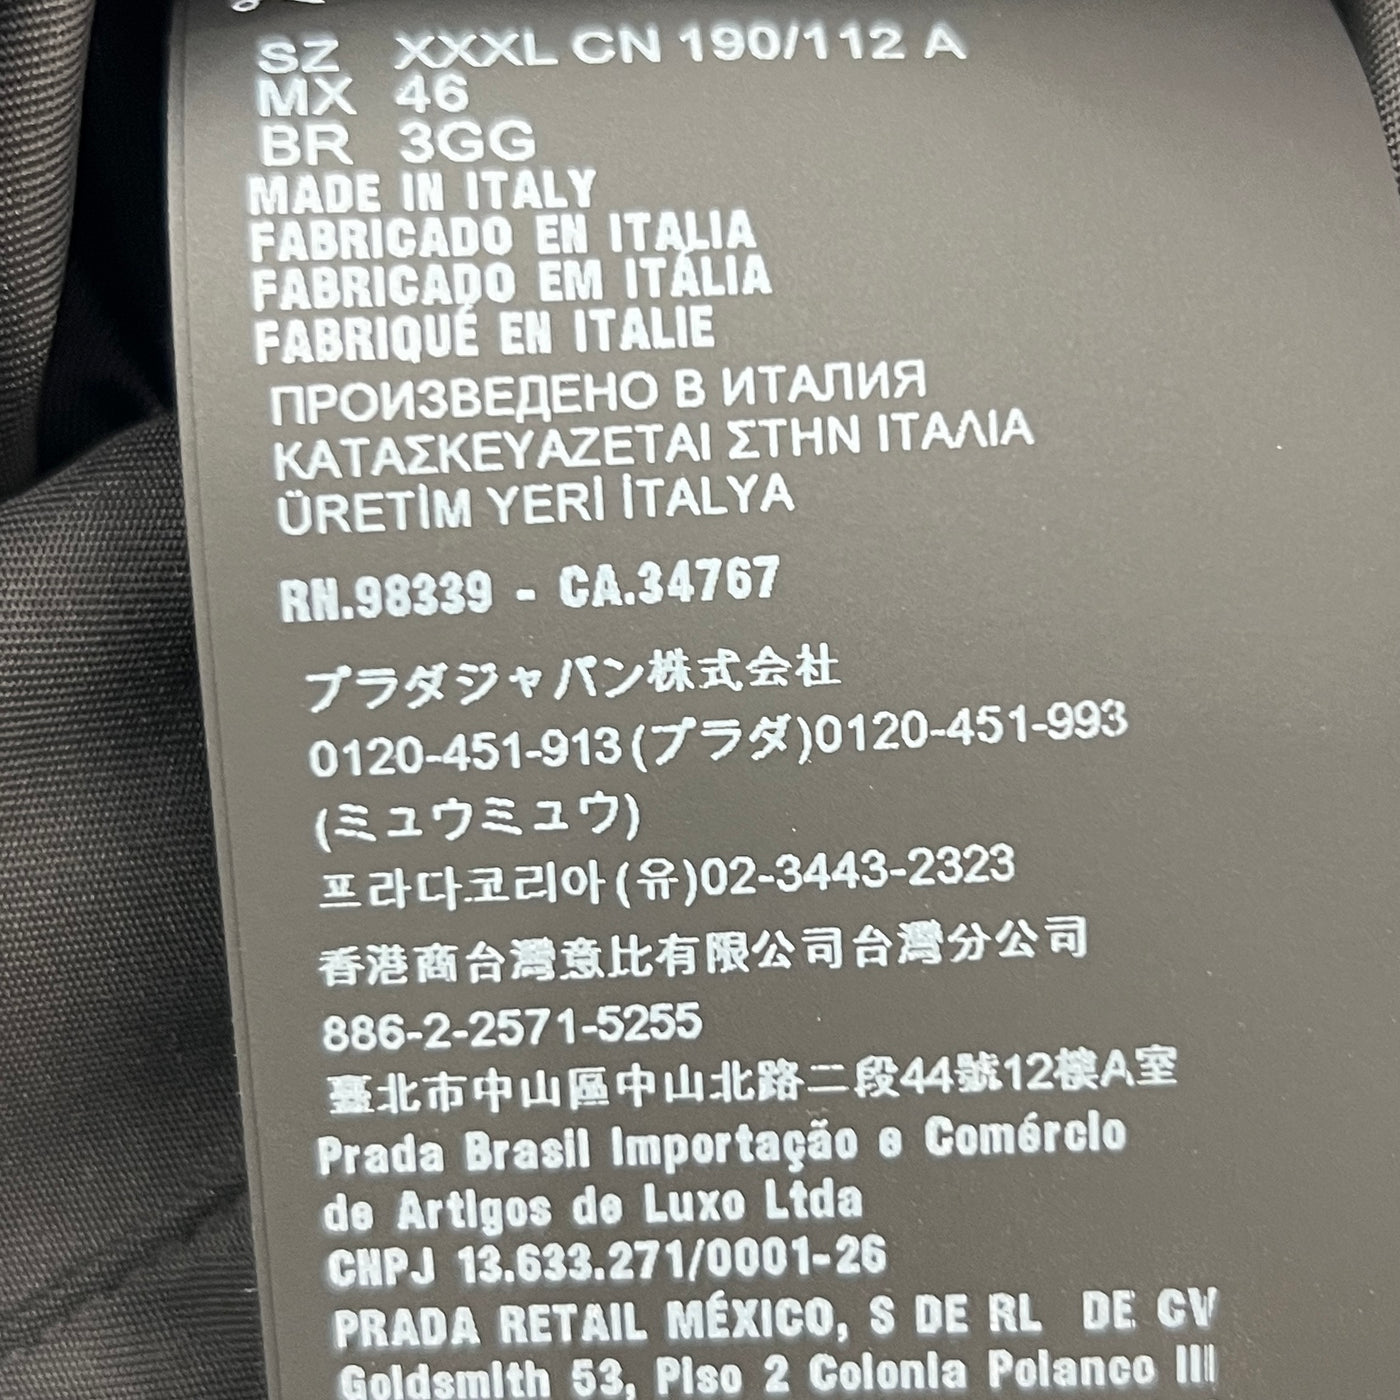 SZ XXXL CN 190/112 A
MX 46
BR 3GG
MADE IN ITALY
FABRICADO EN ITALIA
FABRICADO EM ITÁLIA
FABRIQUÉ EN ITALIE
ПРОИЗВЕДЕНО В ИТАЛИЯ
ΚΑΤΑΣΚΕΥΑΖΕΤΑΙ ΣΤΗΝ ΙΤΑΛΙΑ
ÜRETİM YERİ İTALYA
RN.98339 - CA.34767
プラダジャパン株式会社
0120-451-913(プラダ)0120-451-993
(ミュウミュウ)
프라다코리아(유)02-3443-2323
香港商台灣意比有限公司台灣分公司
886-2-2571-5255
臺北市中山區中山北路二段44號12樓A室
Prada Brasil Importação e Comércio
de Artigos de Luxo Ltda
CNPJ 13.633.271/0001-26
PRADA RETAIL MÉXICO, S DE RL DE CV
Goldsmith 53, Piso 2 Colonia Polanco III